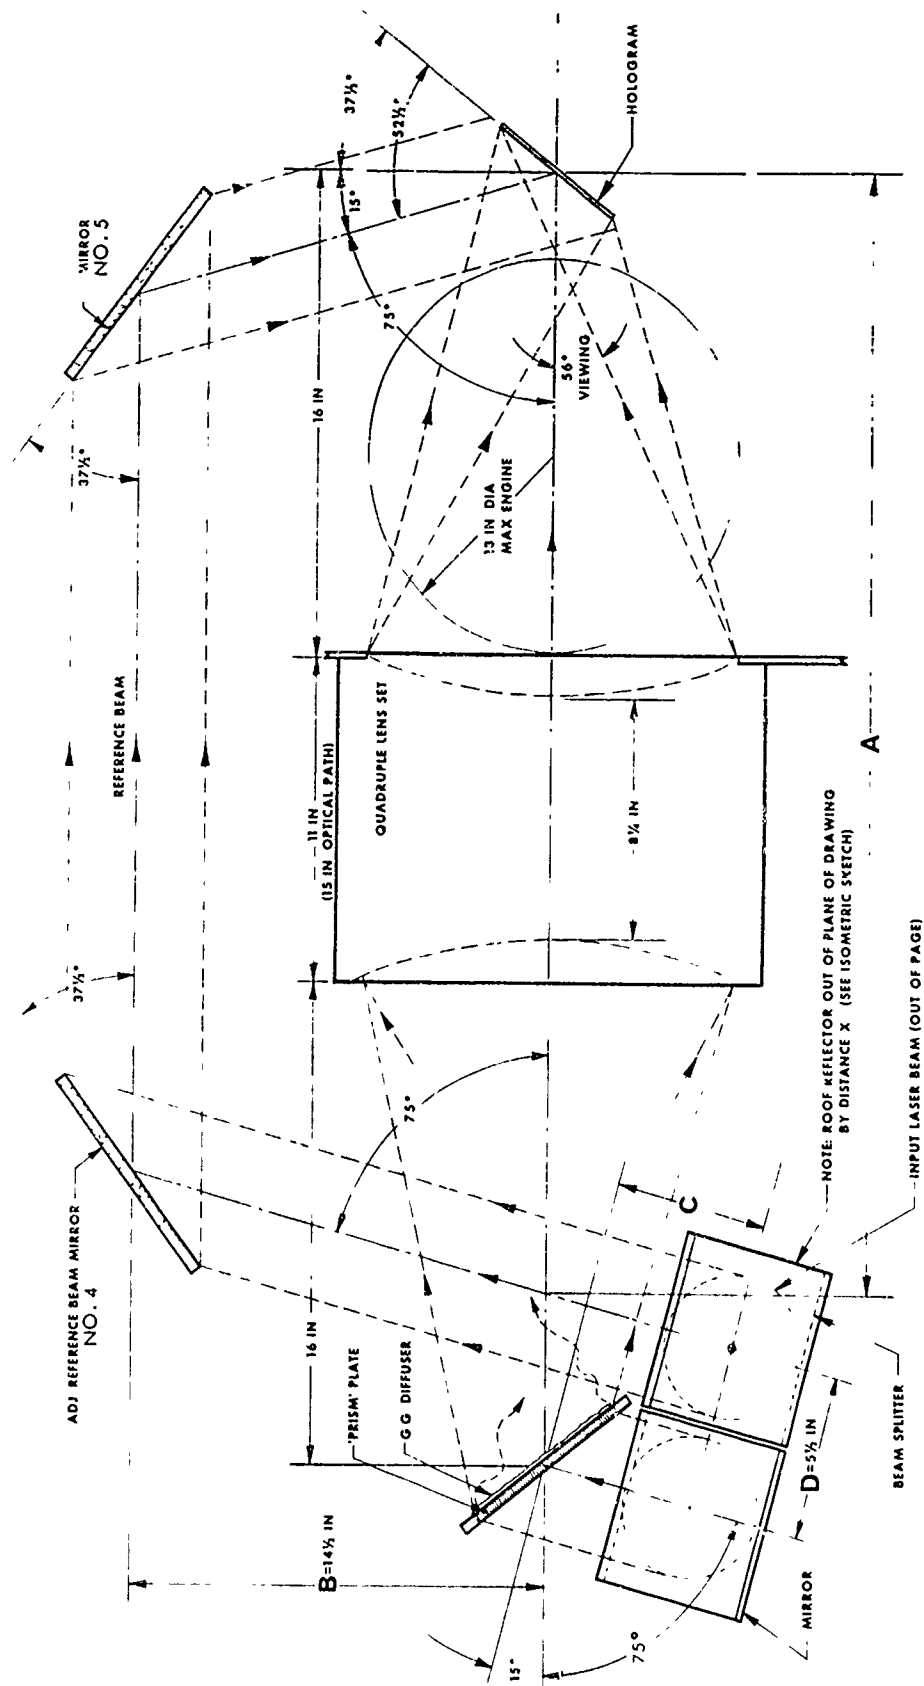 37½°
52½°
HOLOGRAM
15°
MIRROR
NO. 5
75°
56°
VIEWING
16 IN
37½°
13 IN DIA
MAX ENGINE
REFERENCE BEAM
11 IN
(15 IN OPTICAL PATH)
QUADRUPLE LENS SET
8¼ IN
A
37½°
75°
NOTE: ROOF REFLECTOR OUT OF PLANE OF DRAWING
BY DISTANCE X (SEE ISOMETRIC SKETCH)
C
INPUT LASER BEAM (OUT OF PAGE)
ADJ REFERENCE BEAM MIRROR
NO. 4
16 IN
'PRISM' PLATE
GG DIFFUSER
D=5½ IN
BEAM SPLITTER
B=14½ IN
MIRROR
15°
75°